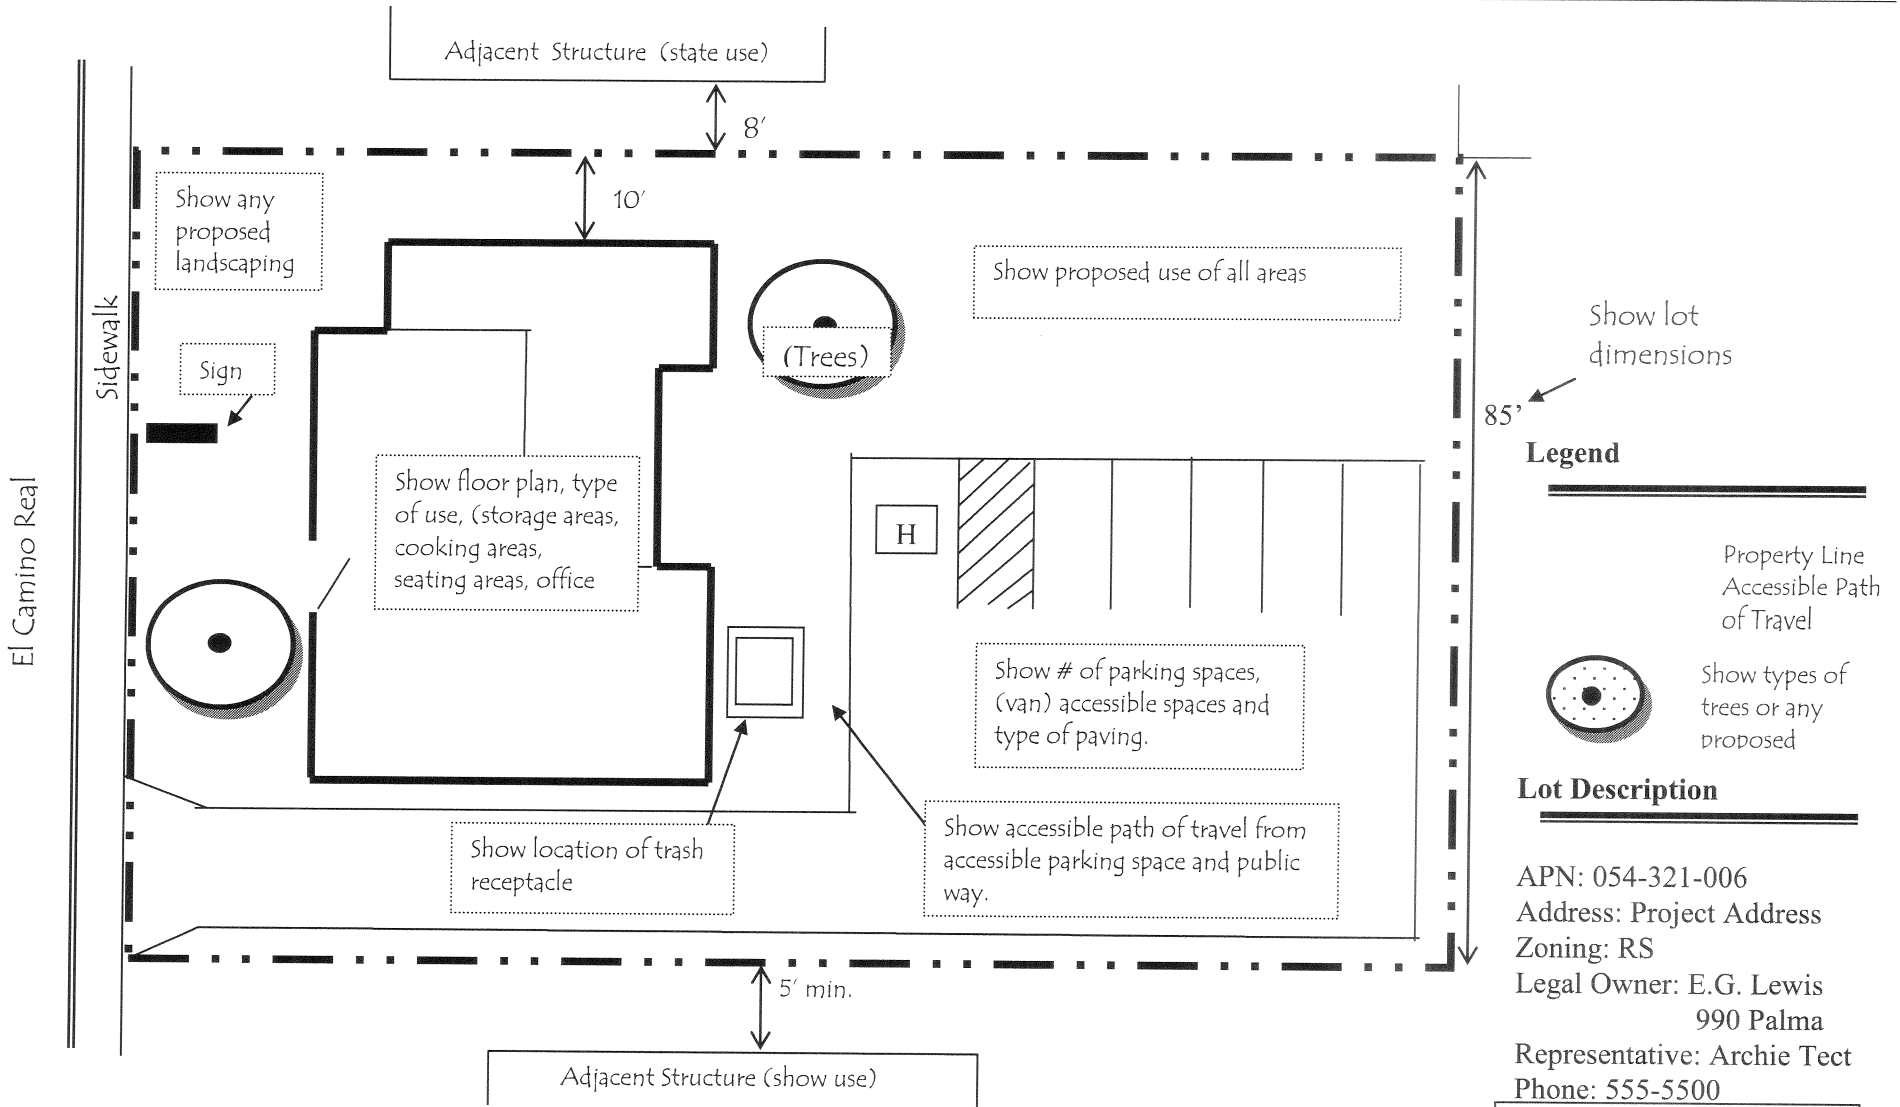 Adjacent Structure (state use)
8'
10'
Show any
proposed
landscaping
Sign
Sidewalk
El Camino Real
(Trees)
Show proposed use of all areas
Show lot
dimensions
85'
Show floor plan, type
of use, (storage areas,
cooking areas,
seating areas, office
H
Show # of parking spaces,
(van) accessible spaces and
type of paving.
Show location of trash
receptacle
Show accessible path of travel from
accessible parking space and public
way.
5' min.
Adjacent Structure (show use)
Legend
Property Line
Accessible Path
of Travel
Show types of
trees or any
proposed
Lot Description
APN: 054-321-006
Address: Project Address
Zoning: RS
Legal Owner: E.G. Lewis
990 Palma
Representative: Archie Tect
Phone: 555-5500